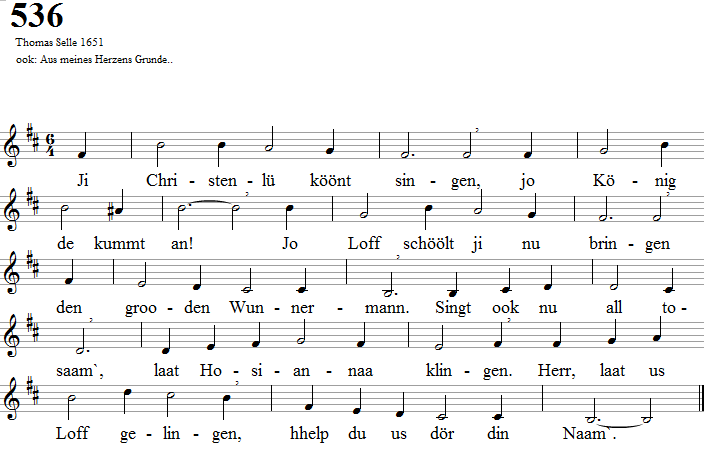 536
Thomas Selle 1651
ook: Aus meines Herzens Grunde..
6
4
Ji Chri - sten - lü köönt sin - gen, jo Kö - nig
de kummt an! Jo Loff schöölt ji nu brin - gen
den groo - den Wun - ner - mann. Singt ook nu all to -
saam`, laat Ho - si - an - naa klin - gen. Herr, laat us
Loff ge - lin - gen, hhelp du us dör din Naam`.